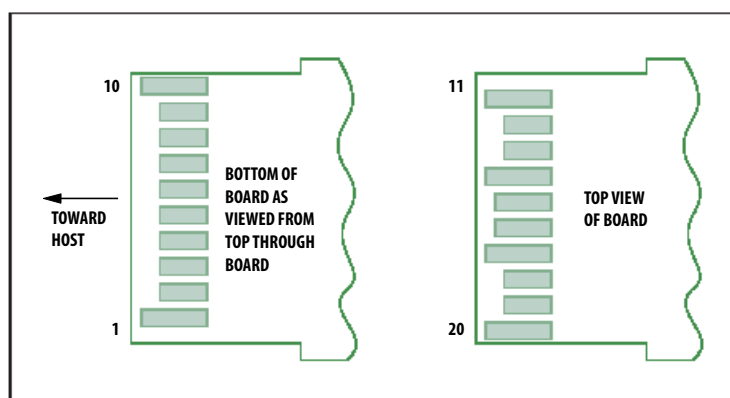 10
TOWARD
HOST
1
BOTTOM OF
BOARD AS
VIEWED FROM
TOP THROUGH
BOARD
11
20
TOP VIEW
OF BOARD